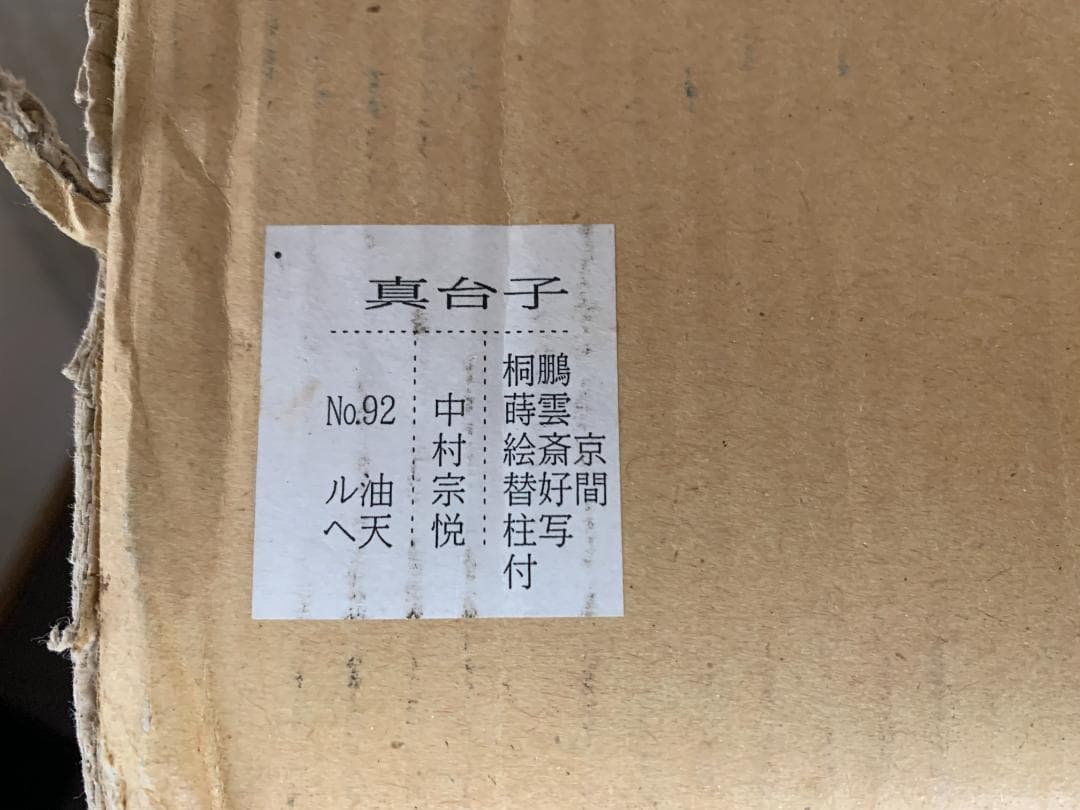 真台子
京間
鵬雲斎好写
桐蒔絵替柱付
中村宗悦
No.92
油天
ルヘ